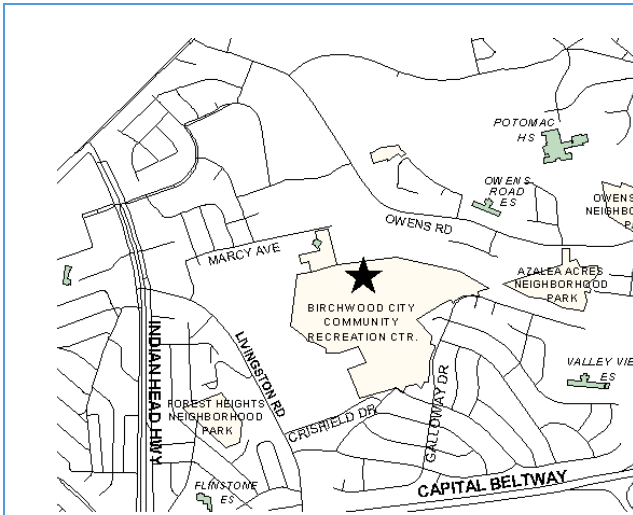 POTOMAC
HS
OWENS
ROAD
ES
OWENS
NEIGHBO
PA
OWENS RD
MARCY AVE
AZALEA ACRES
NEIGHBORHOOD
PARK
BIRCHWOOD CITY
COMMUNITY
RECREATION CTR.
INDIAN HEAD HWY
LIVINGSTON RD
VALLEY VIE
ES
GALLOWAY DR
FOREST HEIGHTS
NEIGHBORHOOD
PARK
CRISFIELD DR
FLINSTONE
ES
CAPITAL BELTWAY